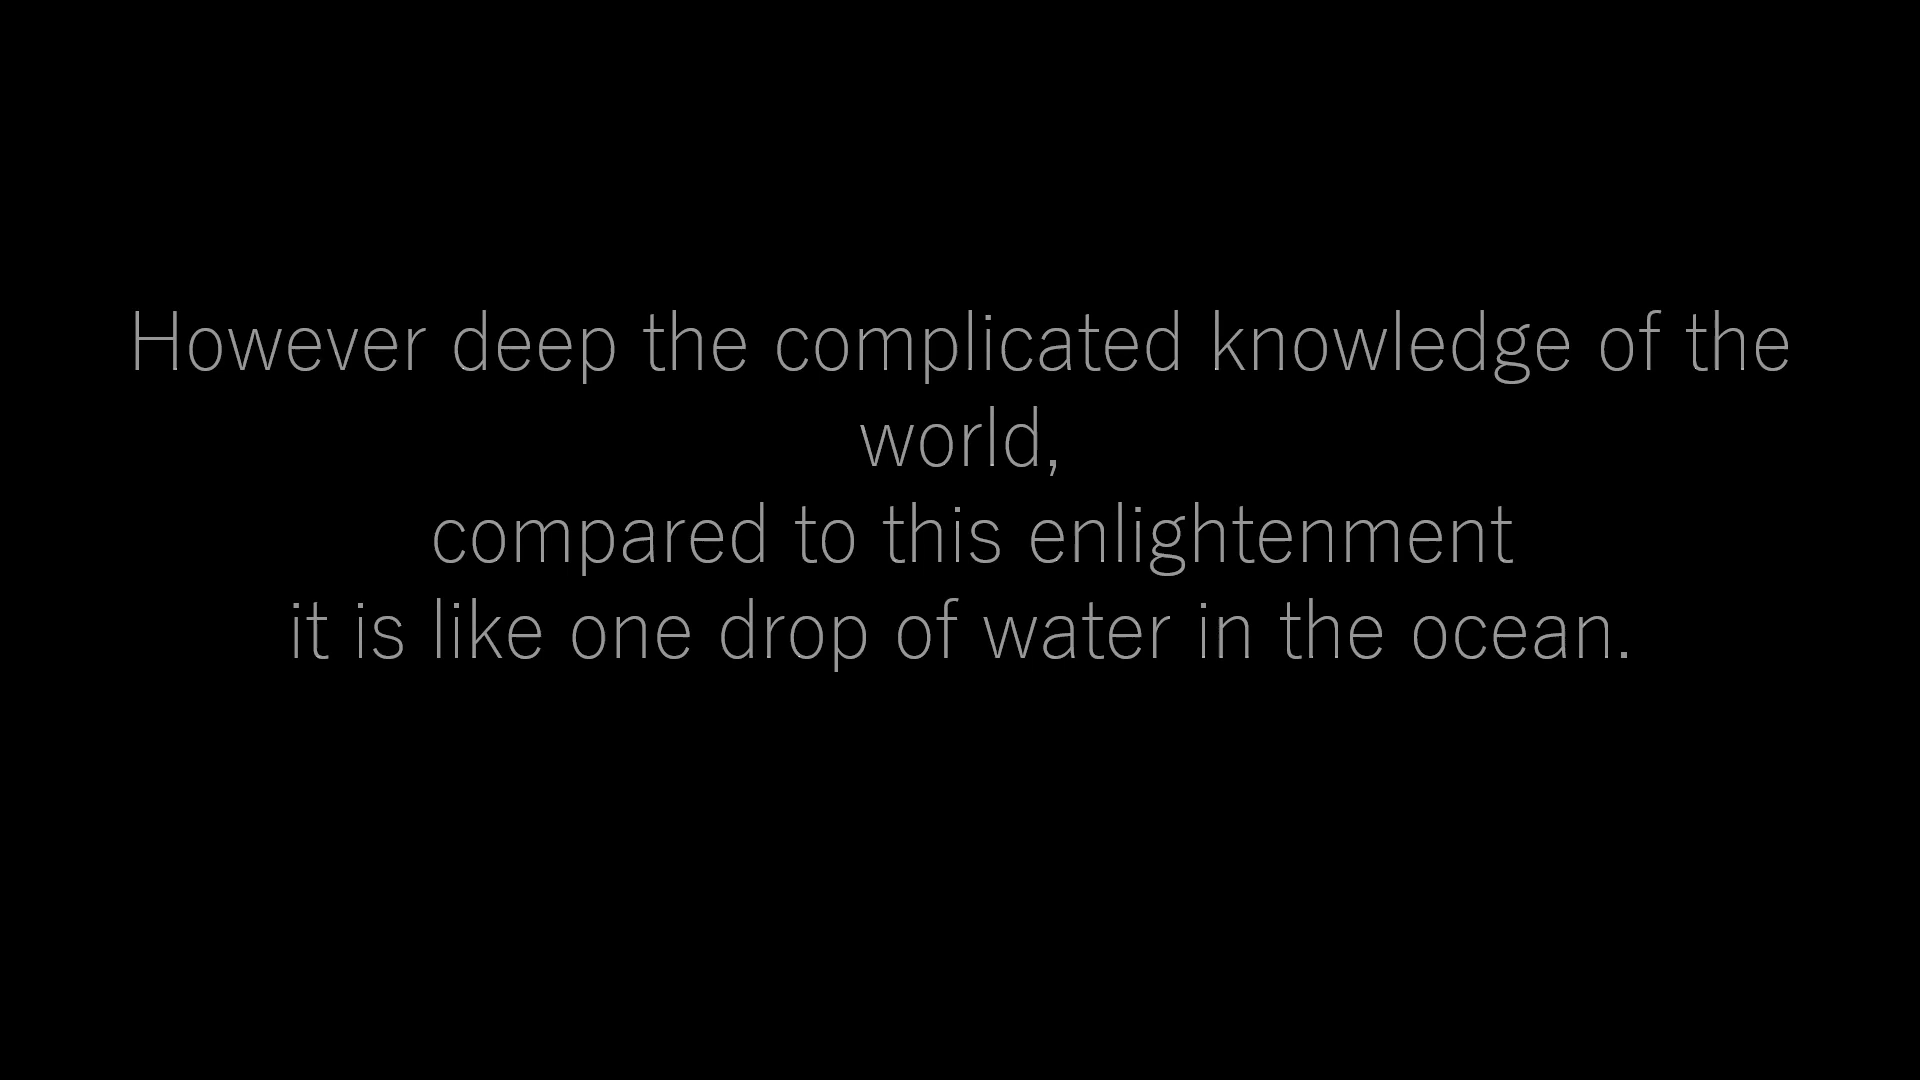 However deep the complicated knowledge of the
world,
compared to this enlightenment
it is like one drop of water in the ocean.